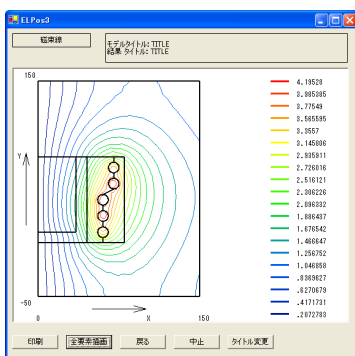 ELPos3
磁束線
モデルタイトル: TITLE
結果 タイトル: TITLE
150
Y
-50
0
X
150
4.19528
3.985385
3.77549
3.565595
3.3557
3.145806
2.935911
2.726016
2.516121
2.306226
2.096332
1.886437
1.676542
1.466647
1.256752
1.046858
.8369627
.6270679
.4171731
.2072783
印刷
全要素描画
戻る
中止
タイトル変更